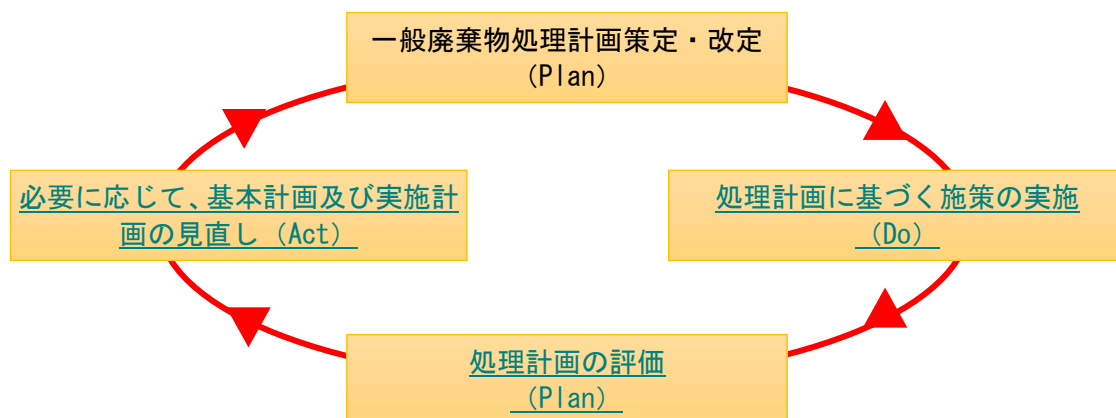 一般廃棄物処理計画策定・改定
(Plan)
必要に応じて、基本計画及び実施計
画の見直し（Act）
処理計画に基づく施策の実施
（Do）
処理計画の評価
（Plan）